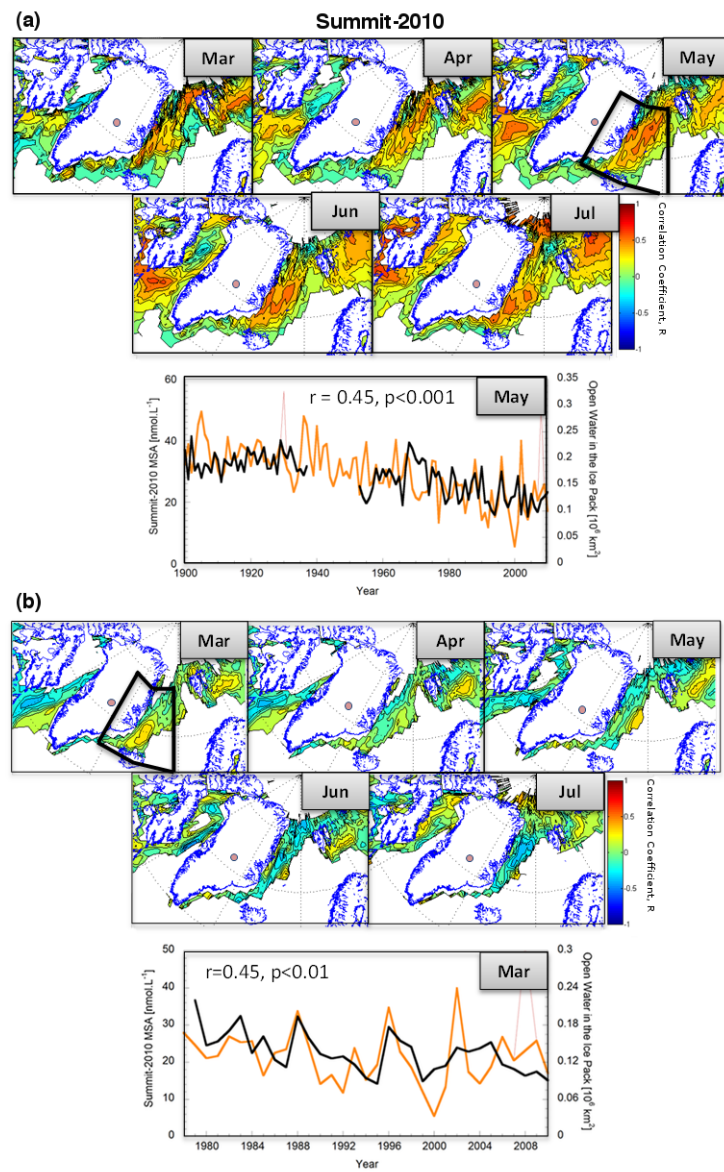 (a)
Summit-2010
Mar
Apr
May
Jun
Jul
1
0.5
0
-0.5
-1
Correlation Coefficient, R
60
40
20
0
Summit-2010 MSA [nmol.L⁻¹]
r = 0.45, p<0.001
May
0.35
0.3
0.25
0.2
0.15
0.1
0.05
0
Open Water in the Ice Pack [10⁶ km²]
1900
1920
1940
1960
1980
2000
Year
(b)
Mar
Apr
May
Jun
Jul
1
0.5
0
-0.5
-1
Correlation Coefficient, R
50
40
30
20
10
0
Summit-2010 MSA [nmol.L⁻¹]
r=0.45, p<0.01
Mar
0.3
0.24
0.18
0.12
0.06
0
Open Water in the Ice Pack [10⁶ km²]
1980
1984
1988
1992
1996
2000
2004
2008
Year